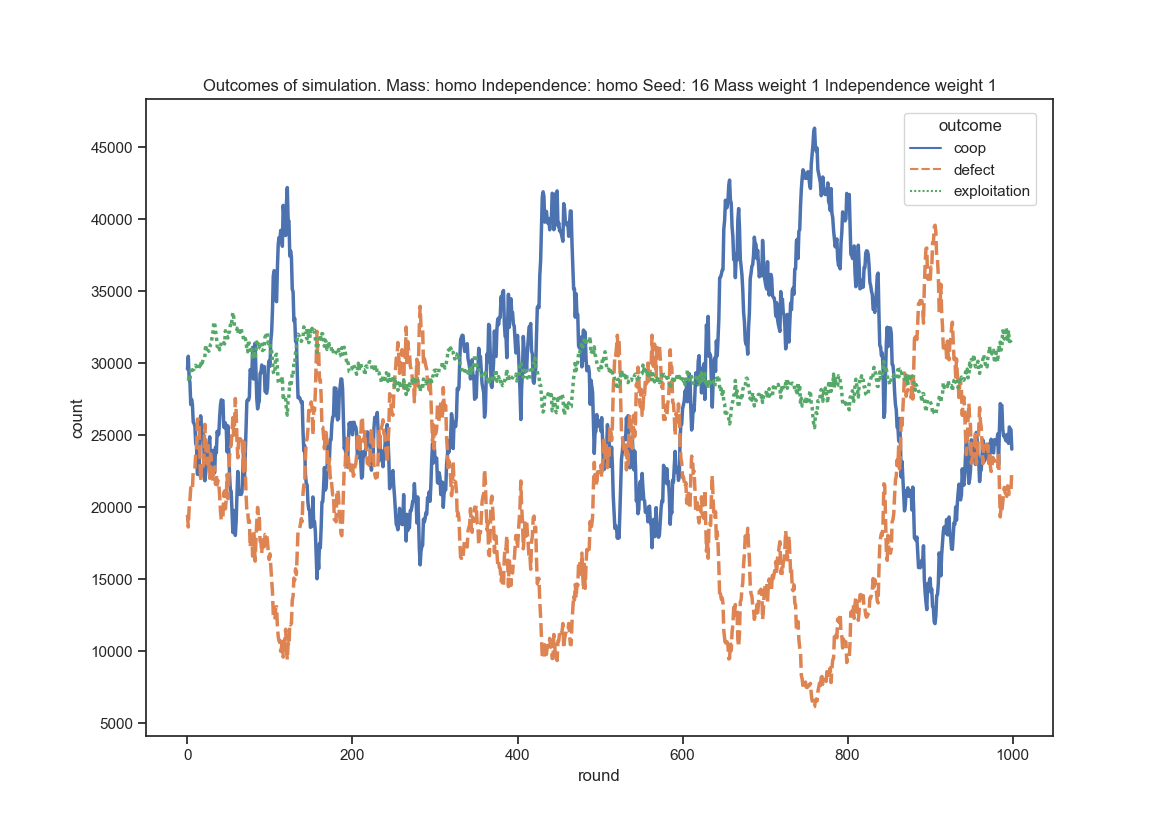 Outcomes of simulation. Mass: homo Independence: homo Seed: 16 Mass weight 1 Independence weight 1
outcome
coop
defect
exploitation
45000
40000
35000
30000
25000
20000
15000
10000
5000
count
0 200 400 600 800 1000
round